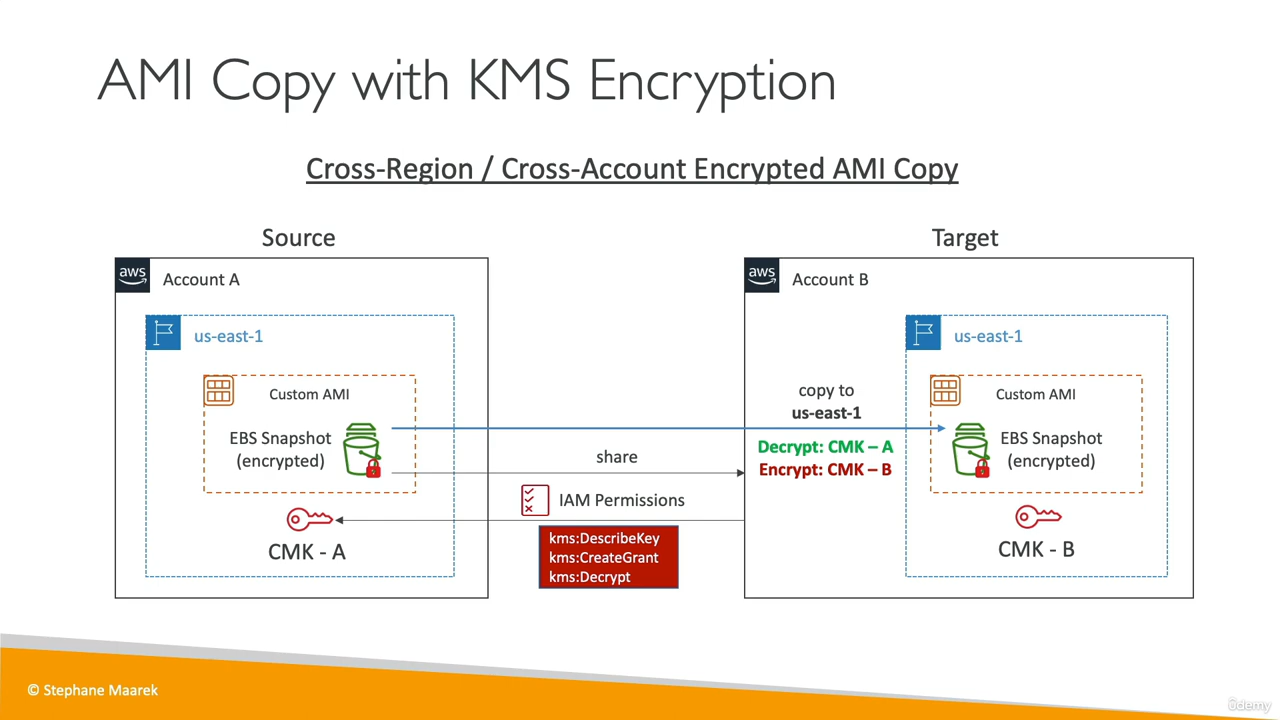 AMI Copy with KMS Encryption
Cross-Region / Cross-Account Encrypted AMI Copy
Source
Target
aws
Account A
us-east-1
Custom AMI
EBS Snapshot
(encrypted)
CMK - A
share
IAM Permissions
kms:DescribeKey
kms:CreateGrant
kms:Decrypt
aws
Account B
copy to
us-east-1
Decrypt: CMK – A
Encrypt: CMK – B
us-east-1
Custom AMI
EBS Snapshot
(encrypted)
CMK - B
© Stephane Maarek
ûdemy